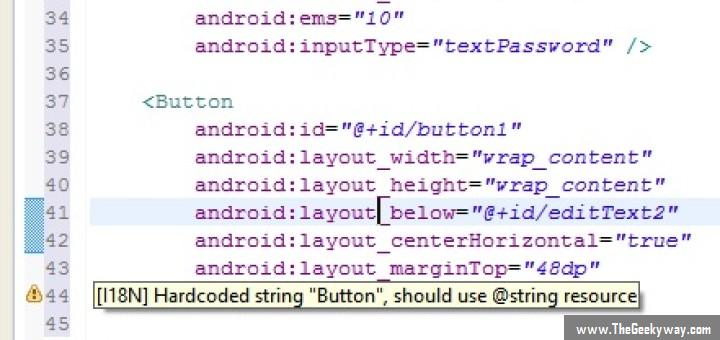 34 android:ems="10"
35 android:inputType="textPassword" />
36
37 <Button
38 android:id="@+id/button1"
39 android:layout_width="wrap_content"
40 android:layout_height="wrap_content"
41 android:layout_below="@+id/editText2"
42 android:layout_centerHorizontal="true"
43 android:layout_marginTop="48dp"
44 [I18N] Hardcoded string "Button", should use @string resource
45
www.TheGeekyway.com